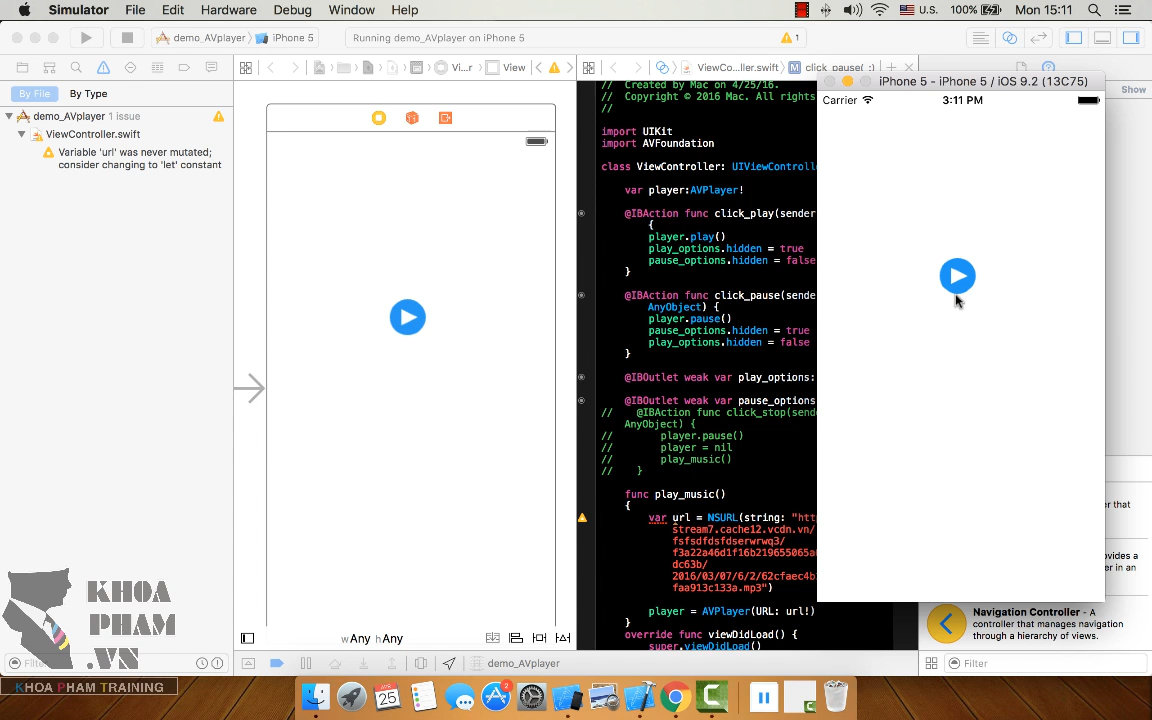 Simulator File Edit Hardware Debug Window Help U.S. 100% Mon 15:11
demo_AVplayer iPhone 5 Running demo_AVplayer on iPhone 5 1
Vi...r View ViewCo...ller.swift click_pause(
By File By Type
demo_AVplayer 1 issue
ViewController.swift
Variable 'url' was never mutated;
consider changing to 'let' constant
wAny hAny
// Created by Mac on 4/25/16.
// Copyright © 2016 Mac. All rights
//
import UIKit
import AVFoundation
class ViewController: UIViewControll
var player:AVPlayer!
@IBAction func click_play(sender
{
player.play()
play_options.hidden = true
pause_options.hidden = false
}
@IBAction func click_pause(sende
AnyObject) {
player.pause()
pause_options.hidden = true
play_options.hidden = false
}
@IBOutlet weak var play_options:
@IBOutlet weak var pause_options
// @IBAction func click_stop(send
AnyObject) {
// player.pause()
// player = nil
// play_music()
// }
func play_music()
{
var url = NSURL(string: "htt
stream7.cache12.vcdn.vn/
fsfsdfdsfdserwrwq3/
f3a22a46d1f16b219655065a
dc63b/
2016/03/07/6/2/62cfaec4b
faa913c133a.mp3")
player = AVPlayer(URL: url!)
}
override func viewDidLoad() {
super.viewDidLoad()
iPhone 5 - iPhone 5 / iOS 9.2 (13C75)
Carrier 3:11 PM
Show
er that
ovides a
er in an
Navigation Controller - A
controller that manages navigation
through a hierarchy of views.
Filter
demo_AVplayer
Filter
KHOA
PHAM
.VN
KHOA PHAM TRAINING
APR
25
2